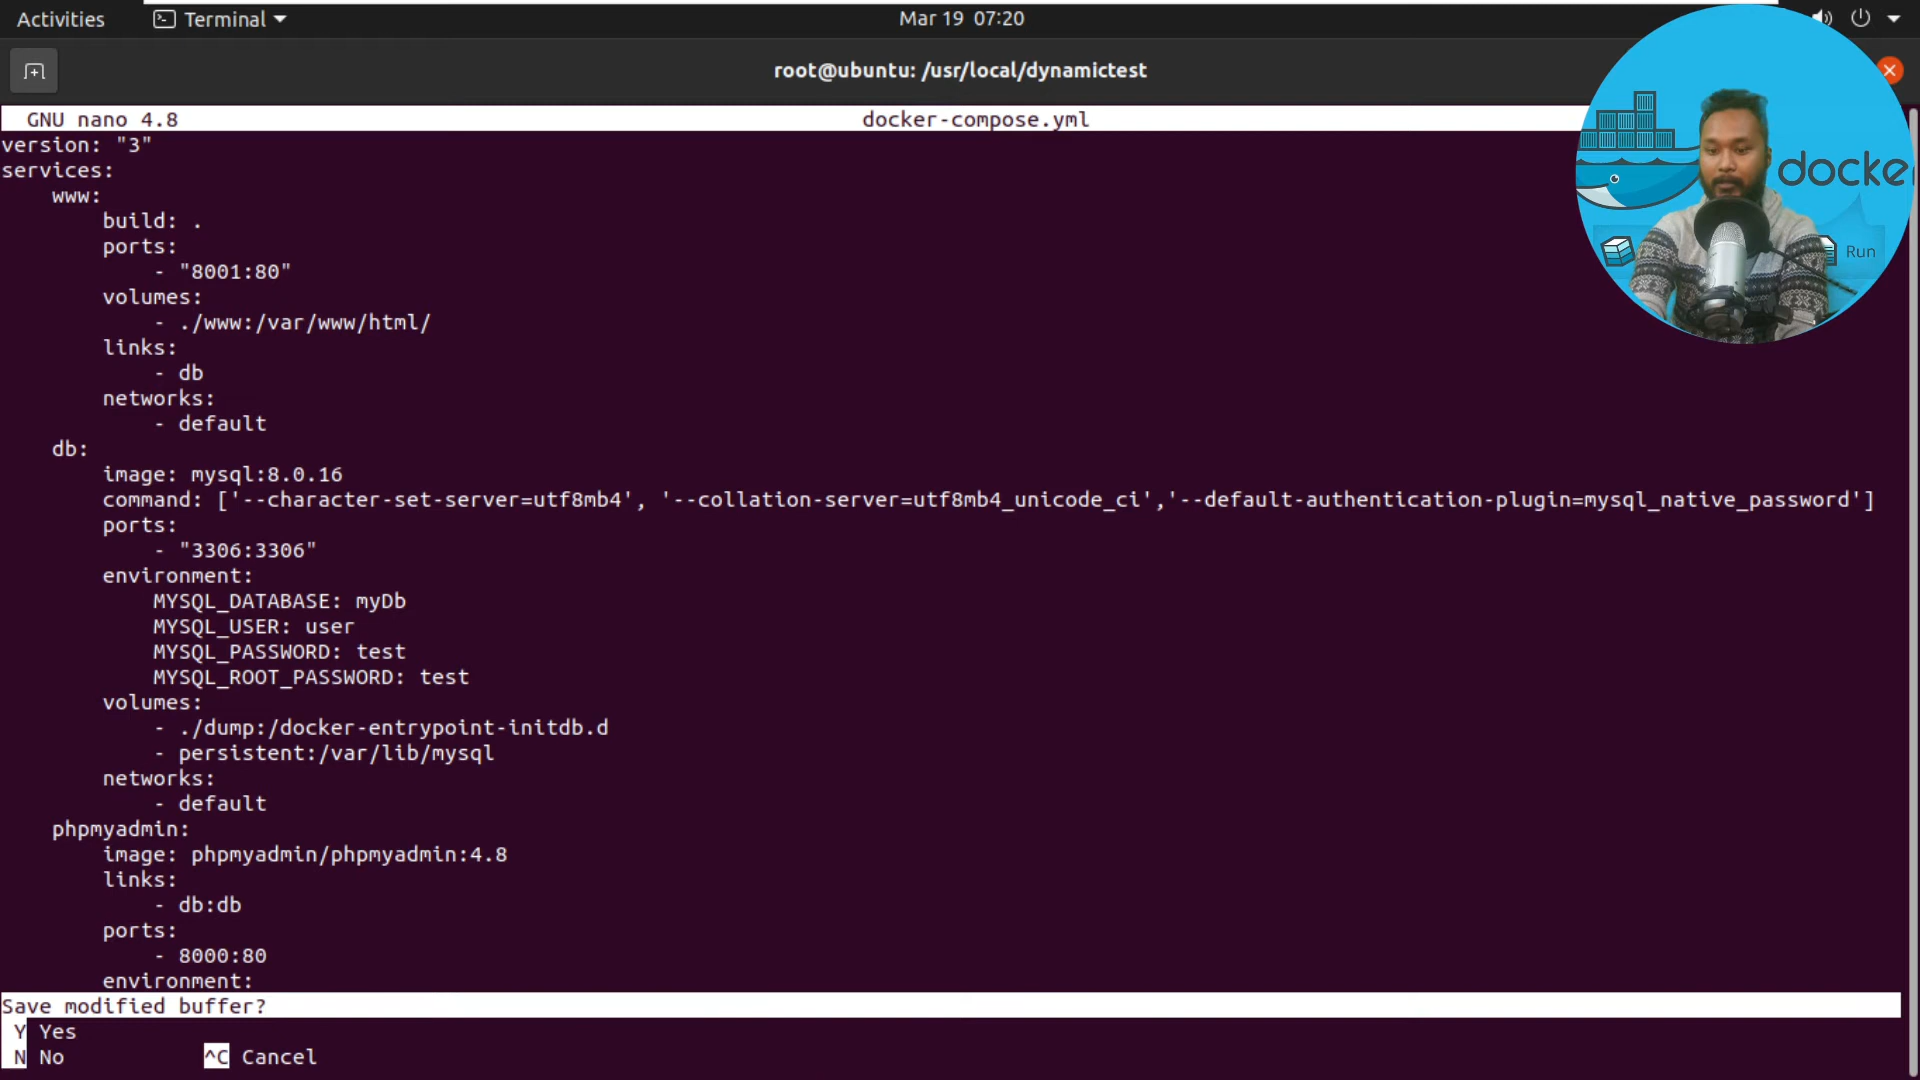 Activities
Terminal
Mar 19 07:20
root@ubuntu: /usr/local/dynamictest
GNU nano 4.8
docker-compose.yml
version: "3"
services:
    www:
        build: .
        ports:
            - "8001:80"
        volumes:
            - ./www:/var/www/html/
        links:
            - db
        networks:
            - default
    db:
        image: mysql:8.0.16
        command: ['--character-set-server=utf8mb4', '--collation-server=utf8mb4_unicode_ci','--default-authentication-plugin=mysql_native_password']
        ports:
            - "3306:3306"
        environment:
            MYSQL_DATABASE: myDb
            MYSQL_USER: user
            MYSQL_PASSWORD: test
            MYSQL_ROOT_PASSWORD: test
        volumes:
            - ./dump:/docker-entrypoint-initdb.d
            - persistent:/var/lib/mysql
        networks:
            - default
    phpmyadmin:
        image: phpmyadmin/phpmyadmin:4.8
        links:
            - db:db
        ports:
            - 8000:80
        environment:
Save modified buffer?
Y Yes
N No
^C Cancel
docke
Run